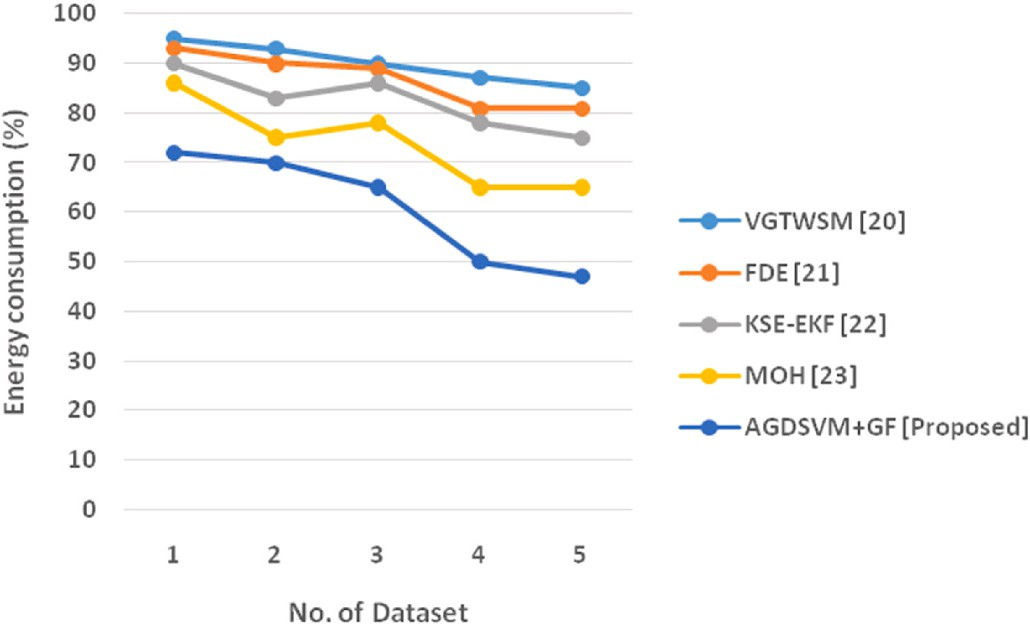 100
90
80
70
60
50
40
30
20
10
0
Energy consumption (%)
1 2 3 4 5
No. of Dataset
VGTWSM [20]
FDE [21]
KSE-EKF [22]
MOH [23]
AGDSVM+GF [Proposed]